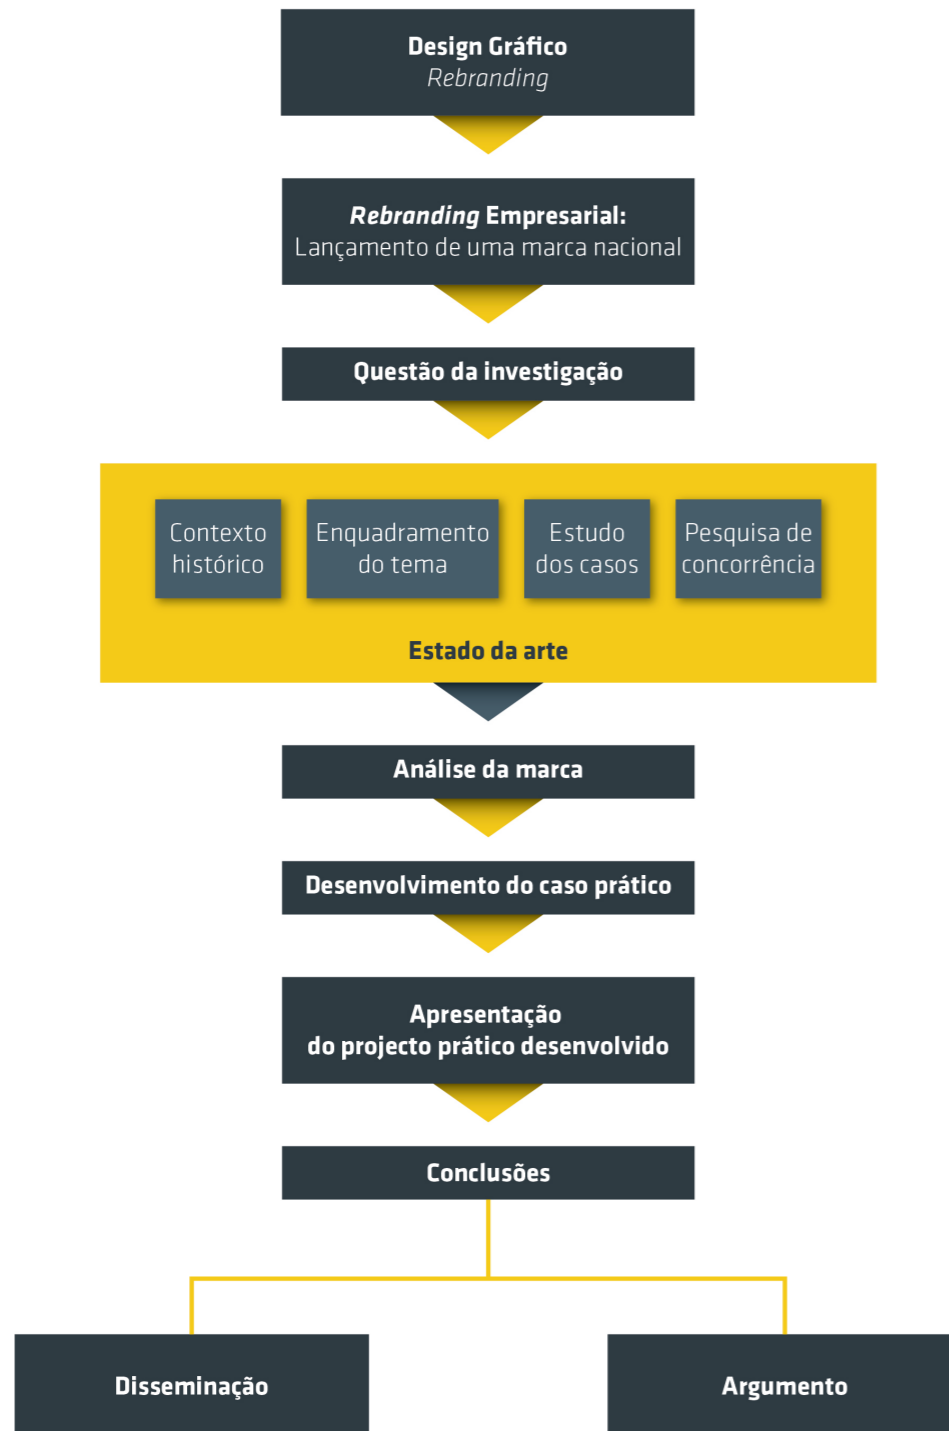 Design Gráfico
Rebranding
Rebranding Empresarial:
Lançamento de uma marca nacional
Questão da investigação
Contexto
histórico
Enquadramento
do tema
Estudo
dos casos
Pesquisa de
concorrência
Estado da arte
Análise da marca
Desenvolvimento do caso prático
Apresentação
do projecto prático desenvolvido
Conclusões
Disseminação
Argumento